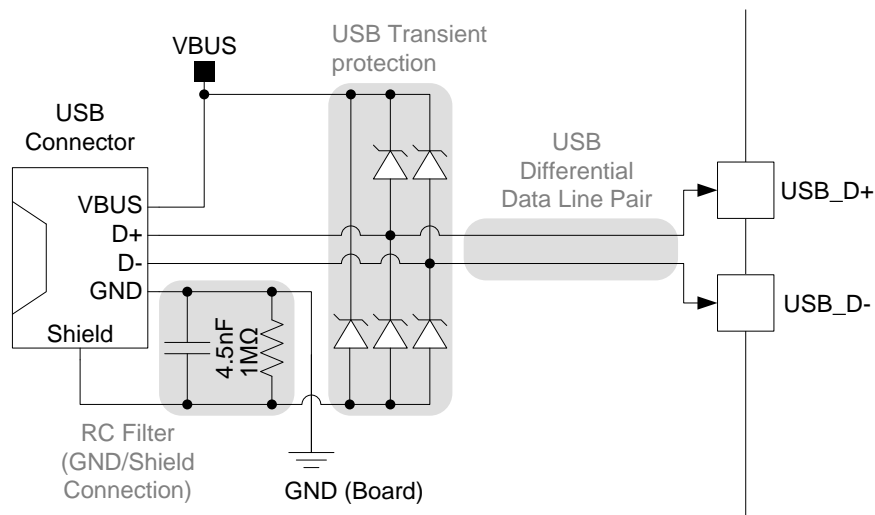 USB Transient
protection
VBUS
USB
Connector
USB
Differential
Data Line Pair
VBUS
D+
D-
GND
Shield
USB_D+
USB_D-
4.5nF
1MΩ
RC Filter
(GND/Shield
Connection)
GND (Board)